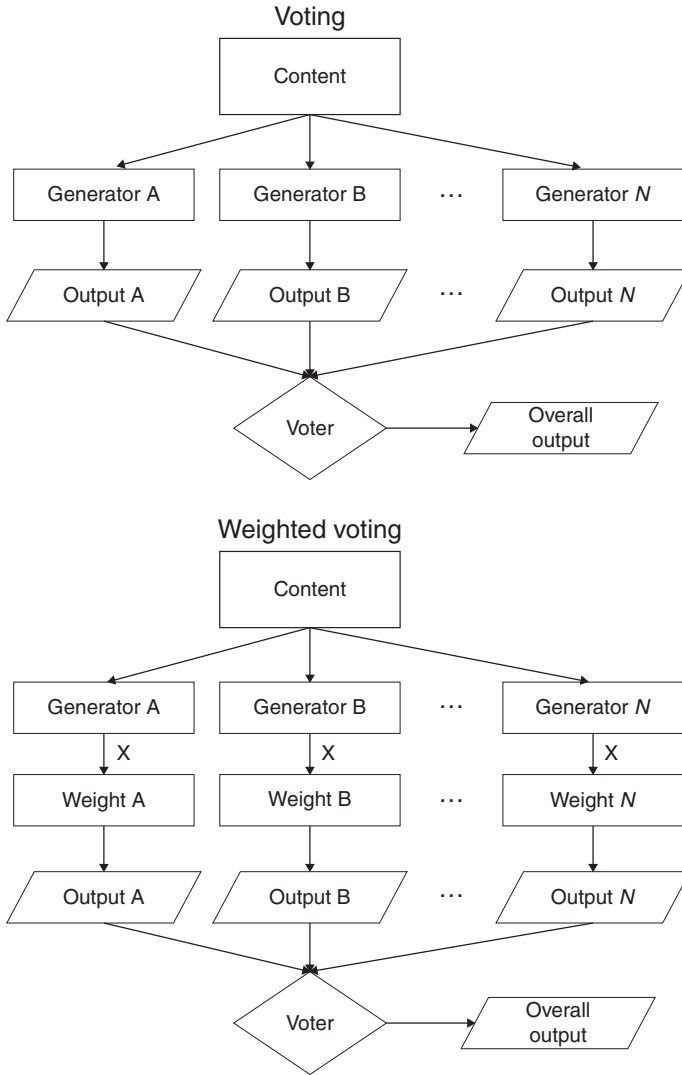 Voting
Content
Generator A
Generator B
...
Generator N
Output A
Output B
...
Output N
Voter
Overall
output
Weighted voting
Content
Generator A
Generator B
...
Generator N
X
X
X
Weight A
Weight B
...
Weight N
Output A
Output B
...
Output N
Voter
Overall
output